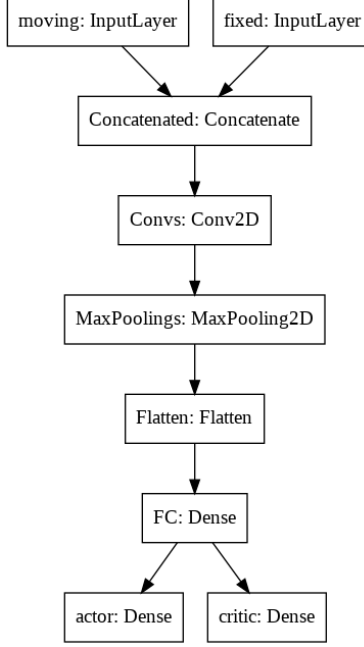 moving: InputLayer
fixed: InputLayer
Concatenated: Concatenate
Convs: Conv2D
MaxPoolings: MaxPooling2D
Flatten: Flatten
FC: Dense
actor: Dense
critic: Dense